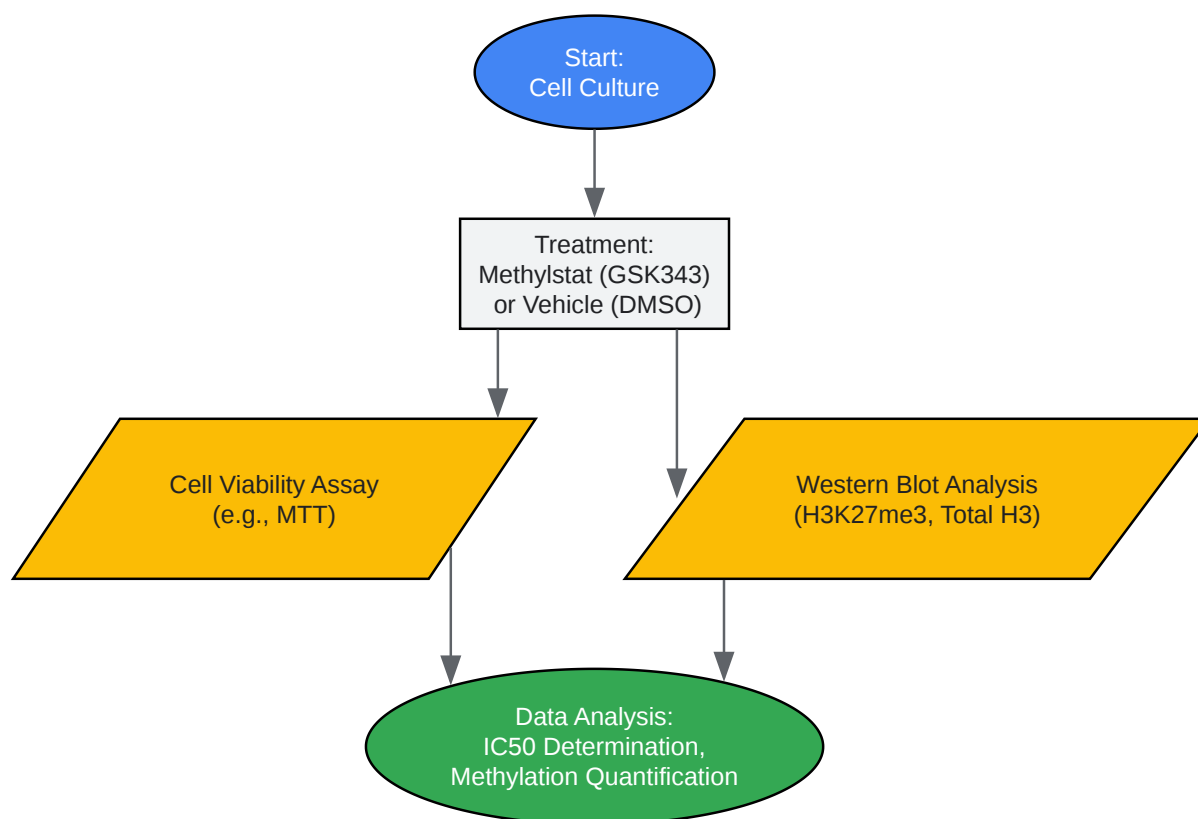 Start:
Cell Culture
Treatment:
Methylstat (GSK343)
or Vehicle (DMSO)
Cell Viability Assay
(e.g., MTT)
Western Blot Analysis
(H3K27me3, Total H3)
Data Analysis:
IC50 Determination,
Methylation Quantification